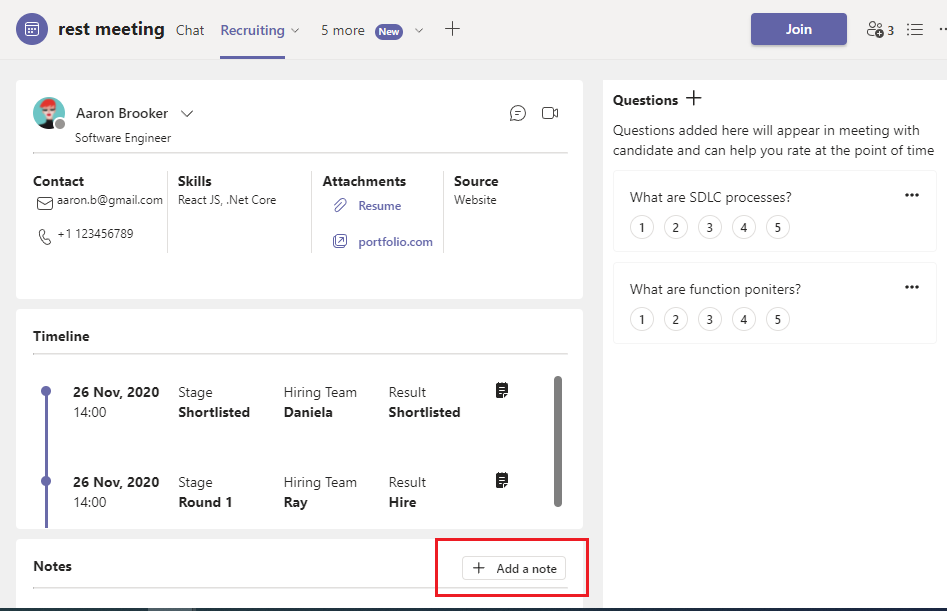 rest meeting Chat Recruiting 5 more New Join 3
Aaron Brooker
Software Engineer
Contact
aaron.b@gmail.com
+1 123456789
Skills
React JS, .Net Core
Attachments
Resume
portfolio.com
Source
Website
Timeline
26 Nov, 2020 Stage Hiring Team Result
14:00 Shortlisted Daniela Shortlisted
26 Nov, 2020 Stage Hiring Team Result
14:00 Round 1 Ray Hire
Notes
Add a note
Questions
Questions added here will appear in meeting with
candidate and can help you rate at the point of time
What are SDLC processes?
1 2 3 4 5
What are function poniters?
1 2 3 4 5